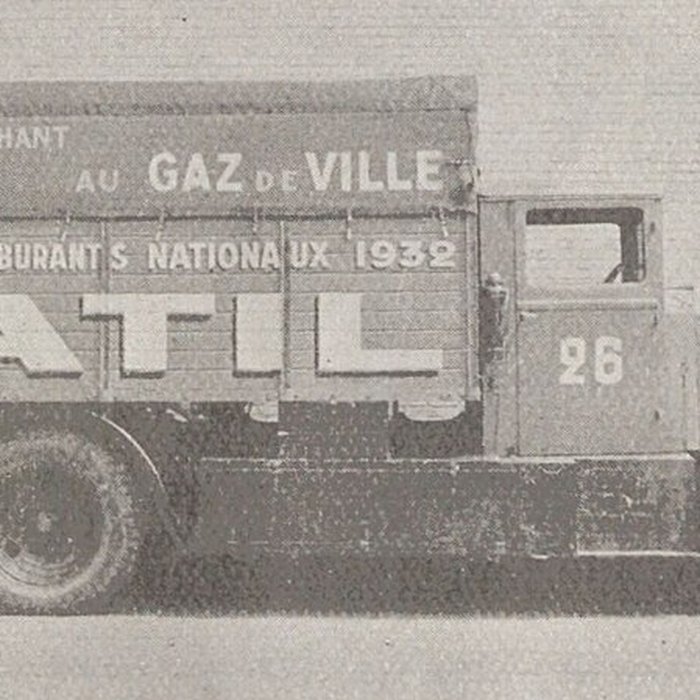 HANT
AU GAZ DE VILLE
BURANTS NATIONAUX 1932
ATIL
26